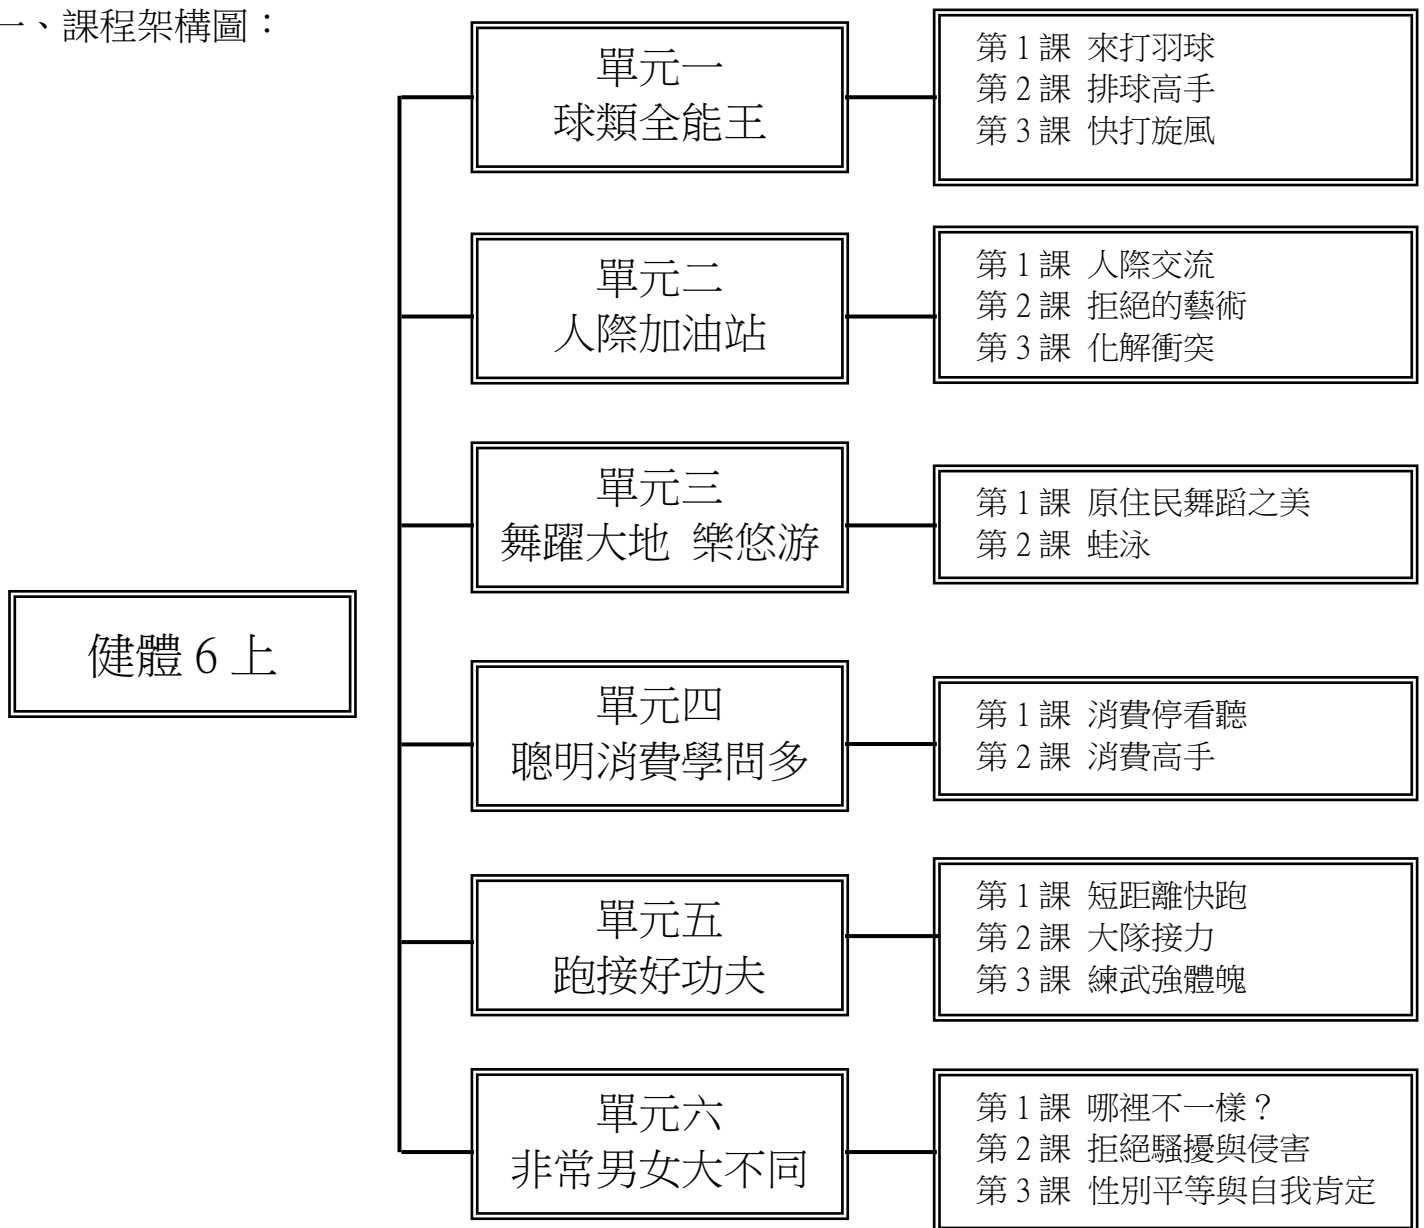 一、課程架構圖：
單元一
球類全能王
第 1 課 來打羽球
第 2 課 排球高手
第 3 課 快打旋風
單元二
人際加油站
第 1 課 人際交流
第 2 課 拒絕的藝術
第 3 課 化解衝突
單元三
舞躍大地 樂悠游
第 1 課 原住民舞蹈之美
第 2 課 蛙泳
健體 6 上
單元四
聰明消費學問多
第 1 課 消費停看聽
第 2 課 消費高手
單元五
跑接好功夫
第 1 課 短距離快跑
第 2 課 大隊接力
第 3 課 練武強體魄
單元六
非常男女大不同
第 1 課 哪裡不一樣？
第 2 課 拒絕騷擾與侵害
第 3 課 性別平等與自我肯定